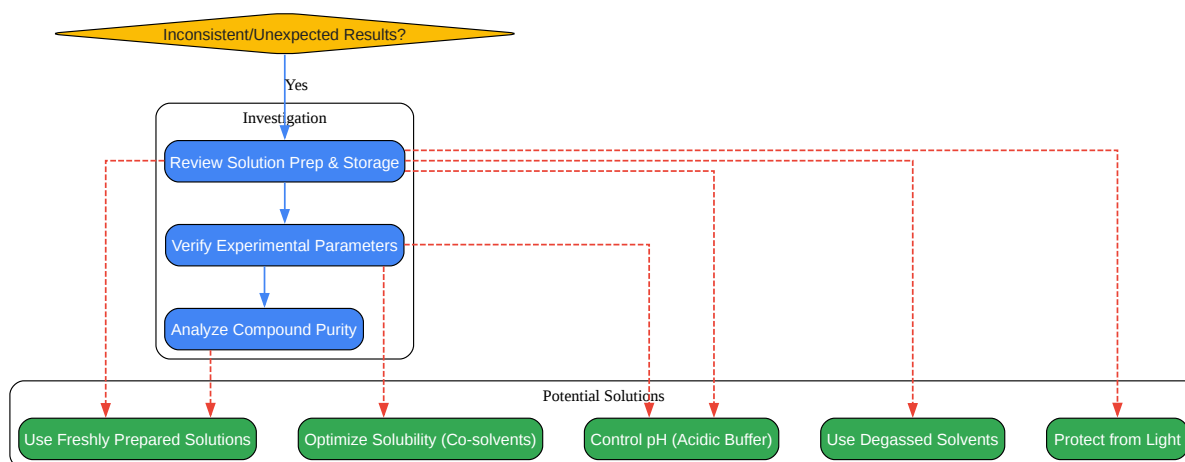 Inconsistent/Unexpected Results?
Yes
Investigation
Review Solution Prep & Storage
Verify Experimental Parameters
Analyze Compound Purity
Potential Solutions
Use Freshly Prepared Solutions
Optimize Solubility (Co-solvents)
Control pH (Acidic Buffer)
Use Degassed Solvents
Protect from Light